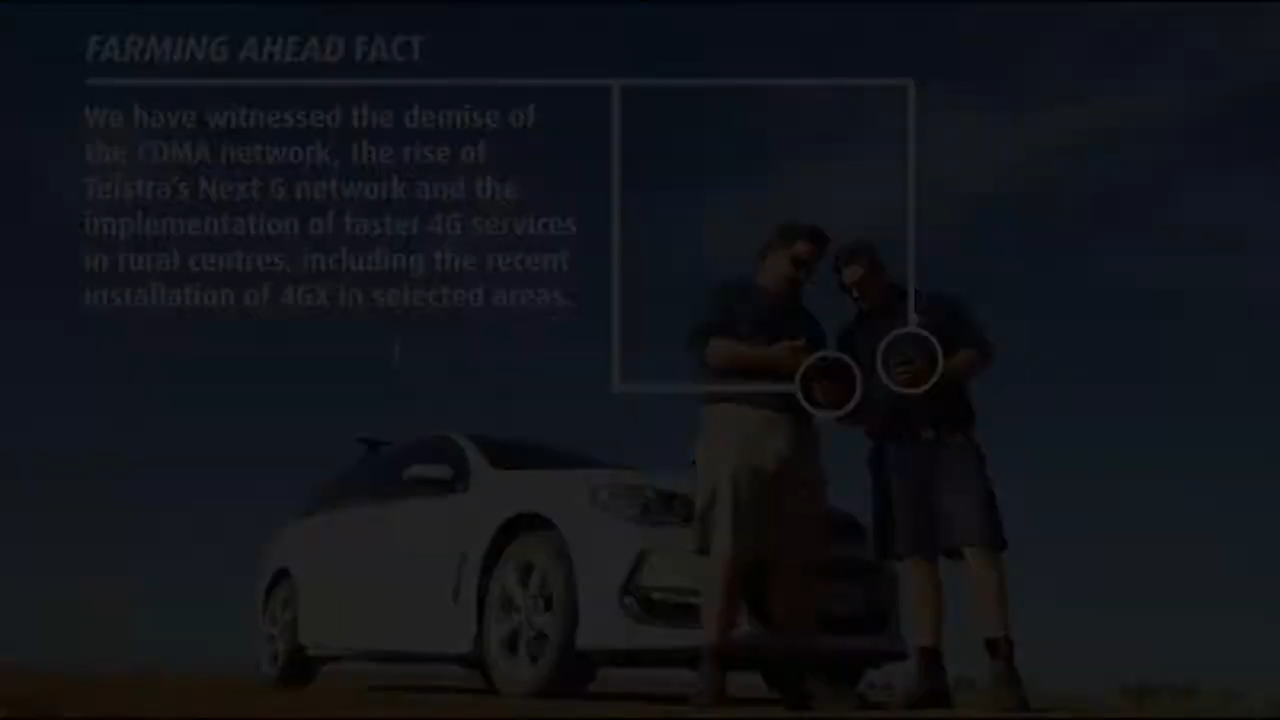 FARMING AHEAD FACT
We have witnessed the demise of
the CDMA network, the rise of
Telstra's Next G network and the
implementation of faster 4G services
in rural centres, including the recent
installation of 4GX in selected areas.